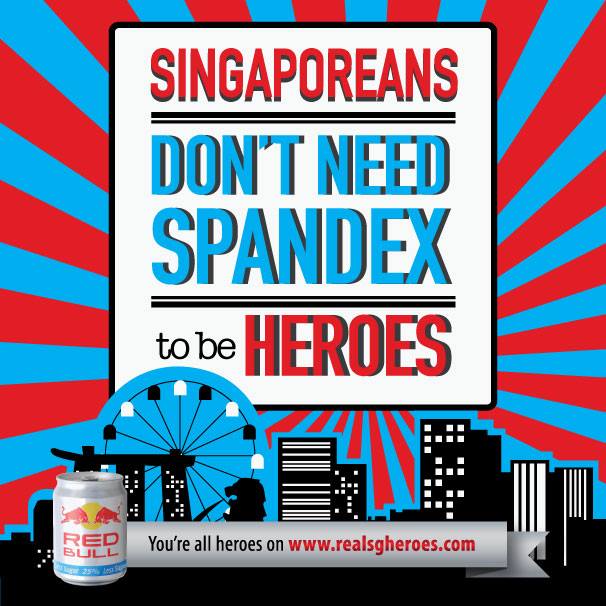 SINGAPOREANS
DON'T NEED
SPANDEX
to be HEROES
RED
BULL
25% Less Sugar
You're all heroes on www.realsgheroes.com